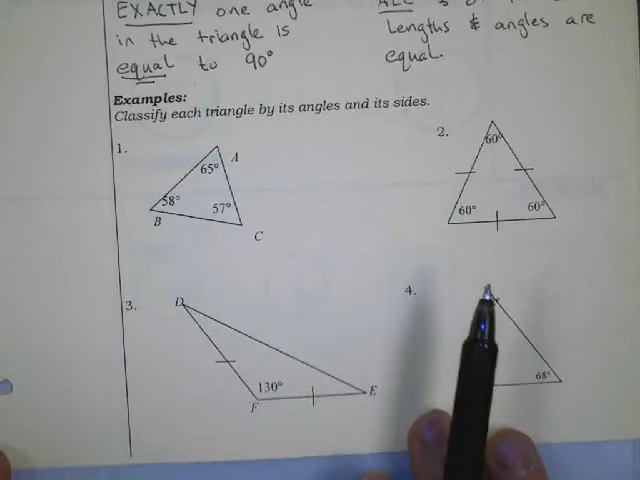 EXACTLY one angle
in the triangle is
equal to 90°
ALL
Lengths & angles are
equal.
Examples:
Classify each triangle by its angles and its sides.
1.
A
65°
58°
57°
B
C
2.
60°
60°
60°
3.
D
130°
F
E
4.
68°